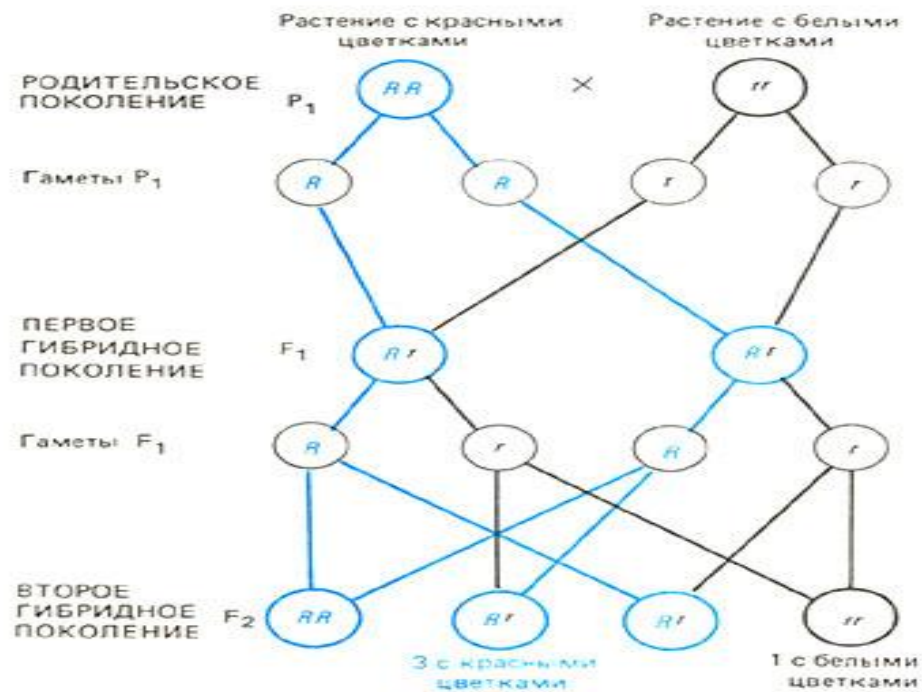 Растение с красными
цветками
Растение с белыми
цветками
РОДИТЕЛЬСКОЕ
ПОКОЛЕНИЕ P1
RR × rr
Гаметы P1
R R r r
ПЕРВОЕ
ГИБРИДНОЕ
ПОКОЛЕНИЕ
F1
Rr Rr
Гаметы F1
R r R r
ВТОРОЕ
ГИБРИДНОЕ
ПОКОЛЕНИЕ
F2
RR Rr Rr rr
3 с красными
цветками
1 с белыми
цветками